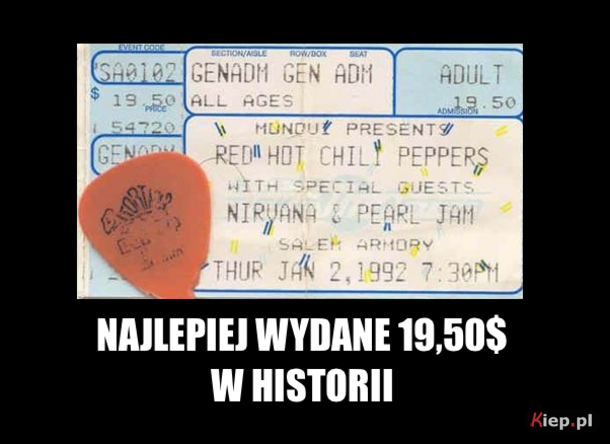 EVENT CODE SECTION/AISLE ROW/BOX SEAT
SA0102 GENADM GEN ADM ADULT
$ 19.50 ALL AGES 19.50
PRICE ADMISSION
54720 MONQUI PRESENTS
RED HOT CHILI PEPPERS
WITH SPECIAL GUESTS
NIRVANA & PEARL JAM
SALEM ARMORY
THUR JAN 2,1992 7:30PM
NAJLEPIEJ WYDANE 19,50$
W HISTORII
Kiep.pl